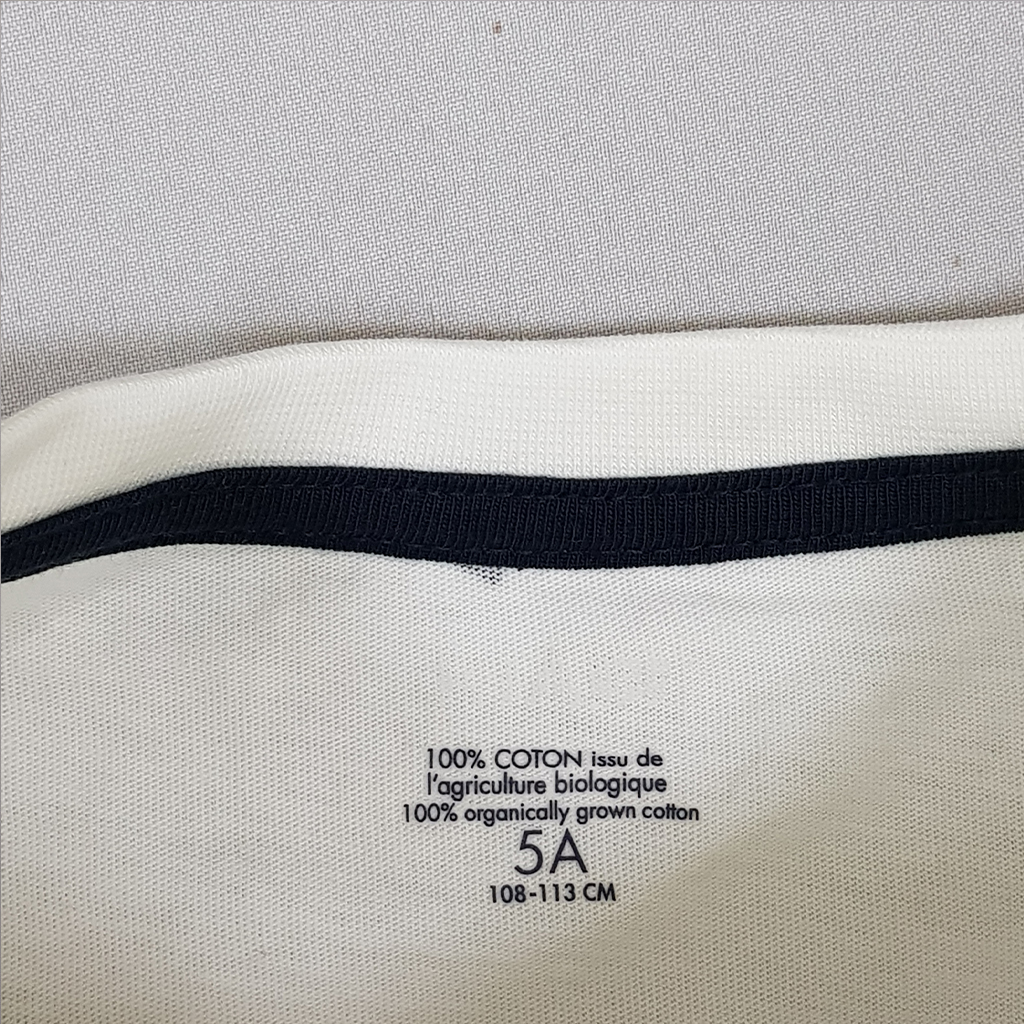 100% COTON issu de
l'agriculture biologique
100% organically grown cotton
5A
108-113 CM